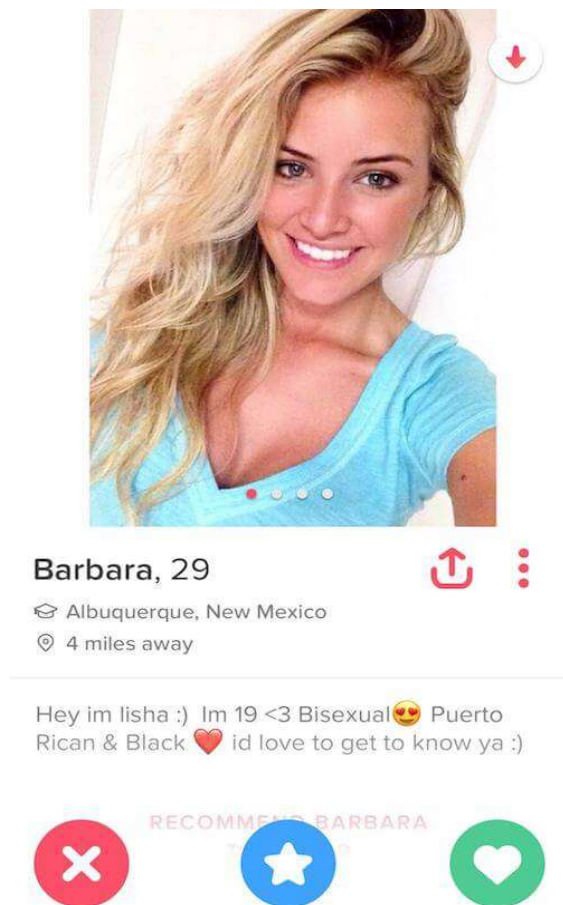 Barbara, 29
Albuquerque, New Mexico
4 miles away
Hey im lisha :) Im 19 <3 Bisexual😍 Puerto
Rican & Black ❤️ id love to get to know ya :)
RECOMMEND BARBARA